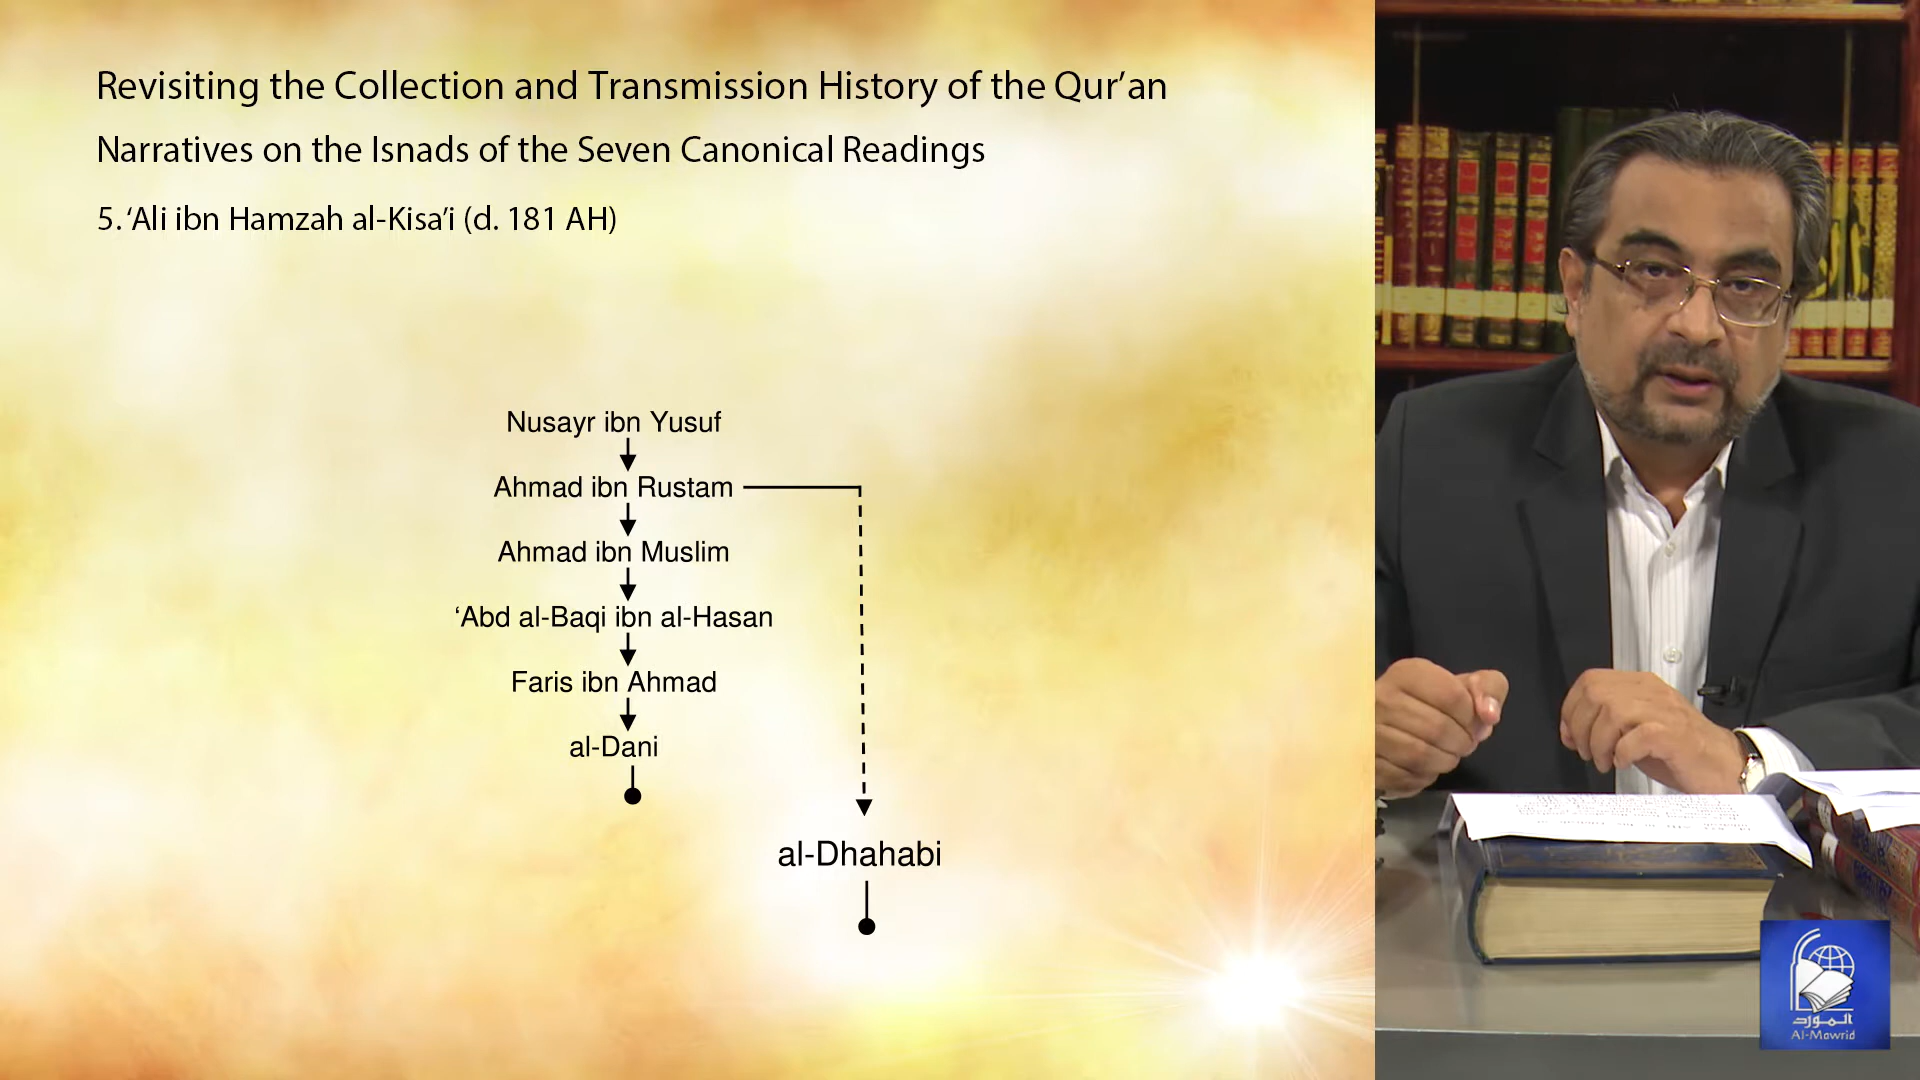 Revisiting the Collection and Transmission History of the Qur’an
Narratives on the Isnads of the Seven Canonical Readings
5. ‘Ali ibn Hamzah al-Kisa’i (d. 181 AH)
Nusayr ibn Yusuf
Ahmad ibn Rustam
Ahmad ibn Muslim
‘Abd al-Baqi ibn al-Hasan
Faris ibn Ahmad
al-Dani
al-Dhahabi
المورد
Al-Mawrid